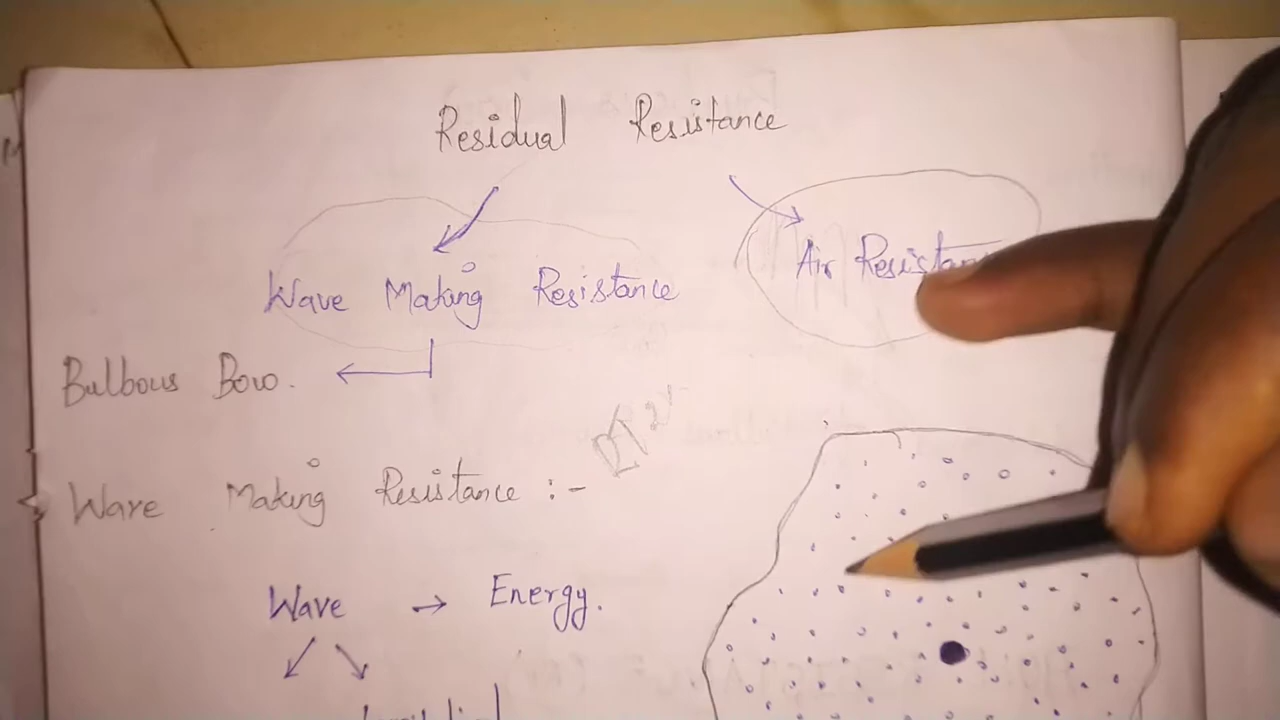 Residual Resistance
Wave Making Resistance
Air Resistance
Bulbous Bow.
Wave Making Resistance :-
Wave → Energy.